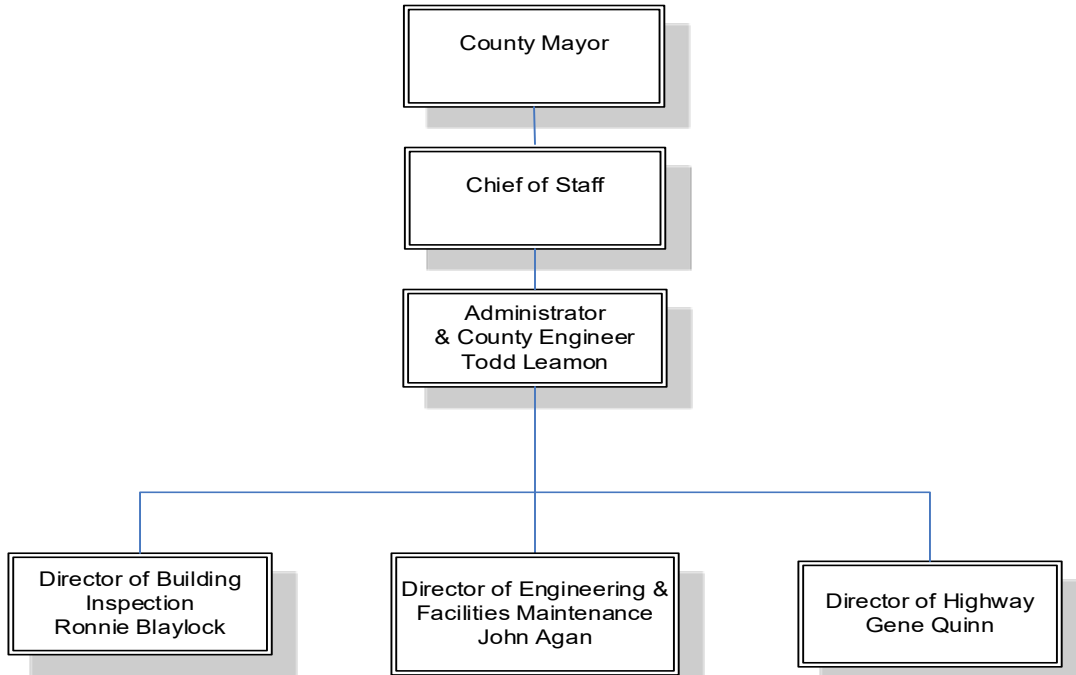 County Mayor
Chief of Staff
Administrator
& County Engineer
Todd Leamon
Director of Building
Inspection
Ronnie Blaylock
Director of Engineering &
Facilities Maintenance
John Agan
Director of Highway
Gene Quinn